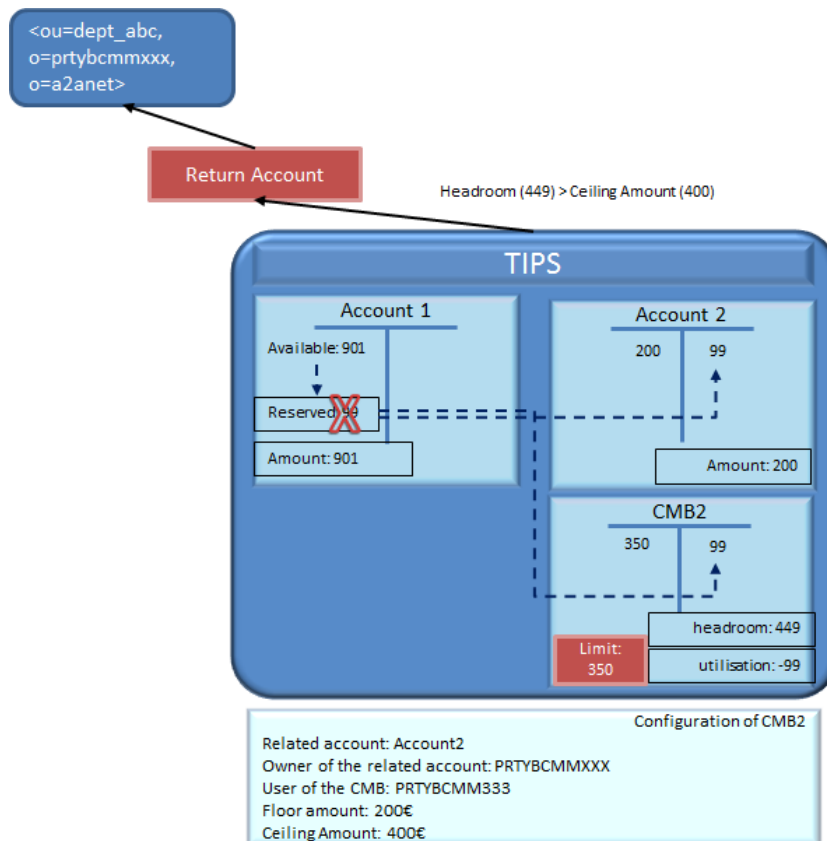 <ou=dept_abc,
o=prtybcmmxxx,
o=a2anet>
Return Account
Headroom (449) > Ceiling Amount (400)
TIPS
Account 1
Available: 901
Reserved: 99
Amount: 901
Account 2
200 99
Amount: 200
CMB2
350 99
headroom: 449
Limit:
350
utilisation: -99
Configuration of CMB2
Related account: Account2
Owner of the related account: PRTYBCMMXXX
User of the CMB: PRTYBCMM333
Floor amount: 200€
Ceiling Amount: 400€